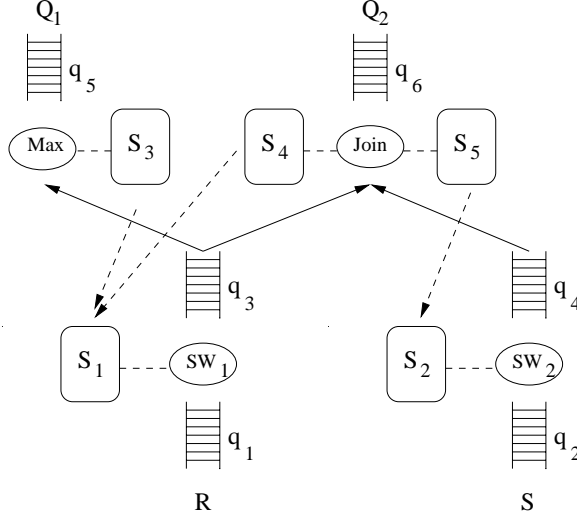 Q1 Q2
q5 q6
Max S3 S4 Join S5
q3 q4
S1 SW1 S2 SW2
q1 q2
R S